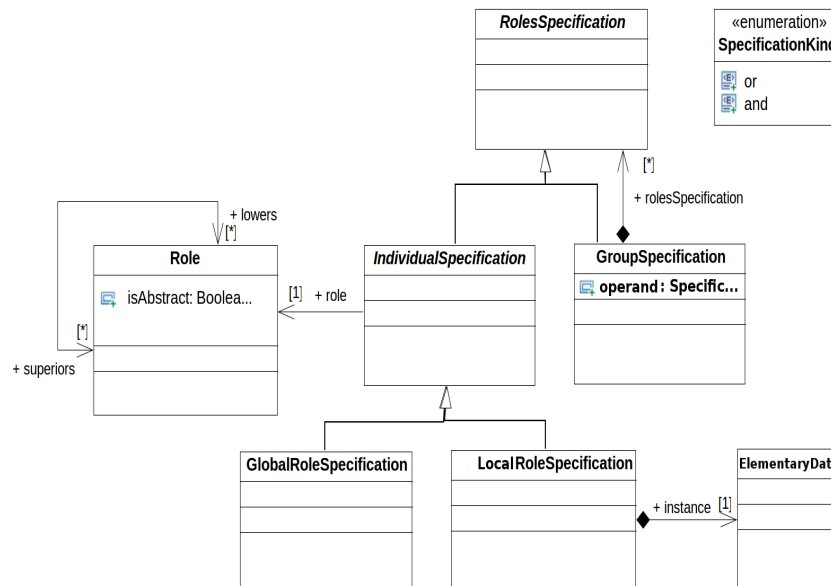 RolesSpecification
«enumeration»
SpecificationKind
or
and
[*]
+ rolesSpecification
+ lowers
[*]
Role
isAbstract: Boolea...
[*]
+ superiors
[1]
+ role
IndividualSpecification
GroupSpecification
operand : Specific...
GlobalRoleSpecification
LocalRoleSpecification
+ instance
[1]
ElementaryDat